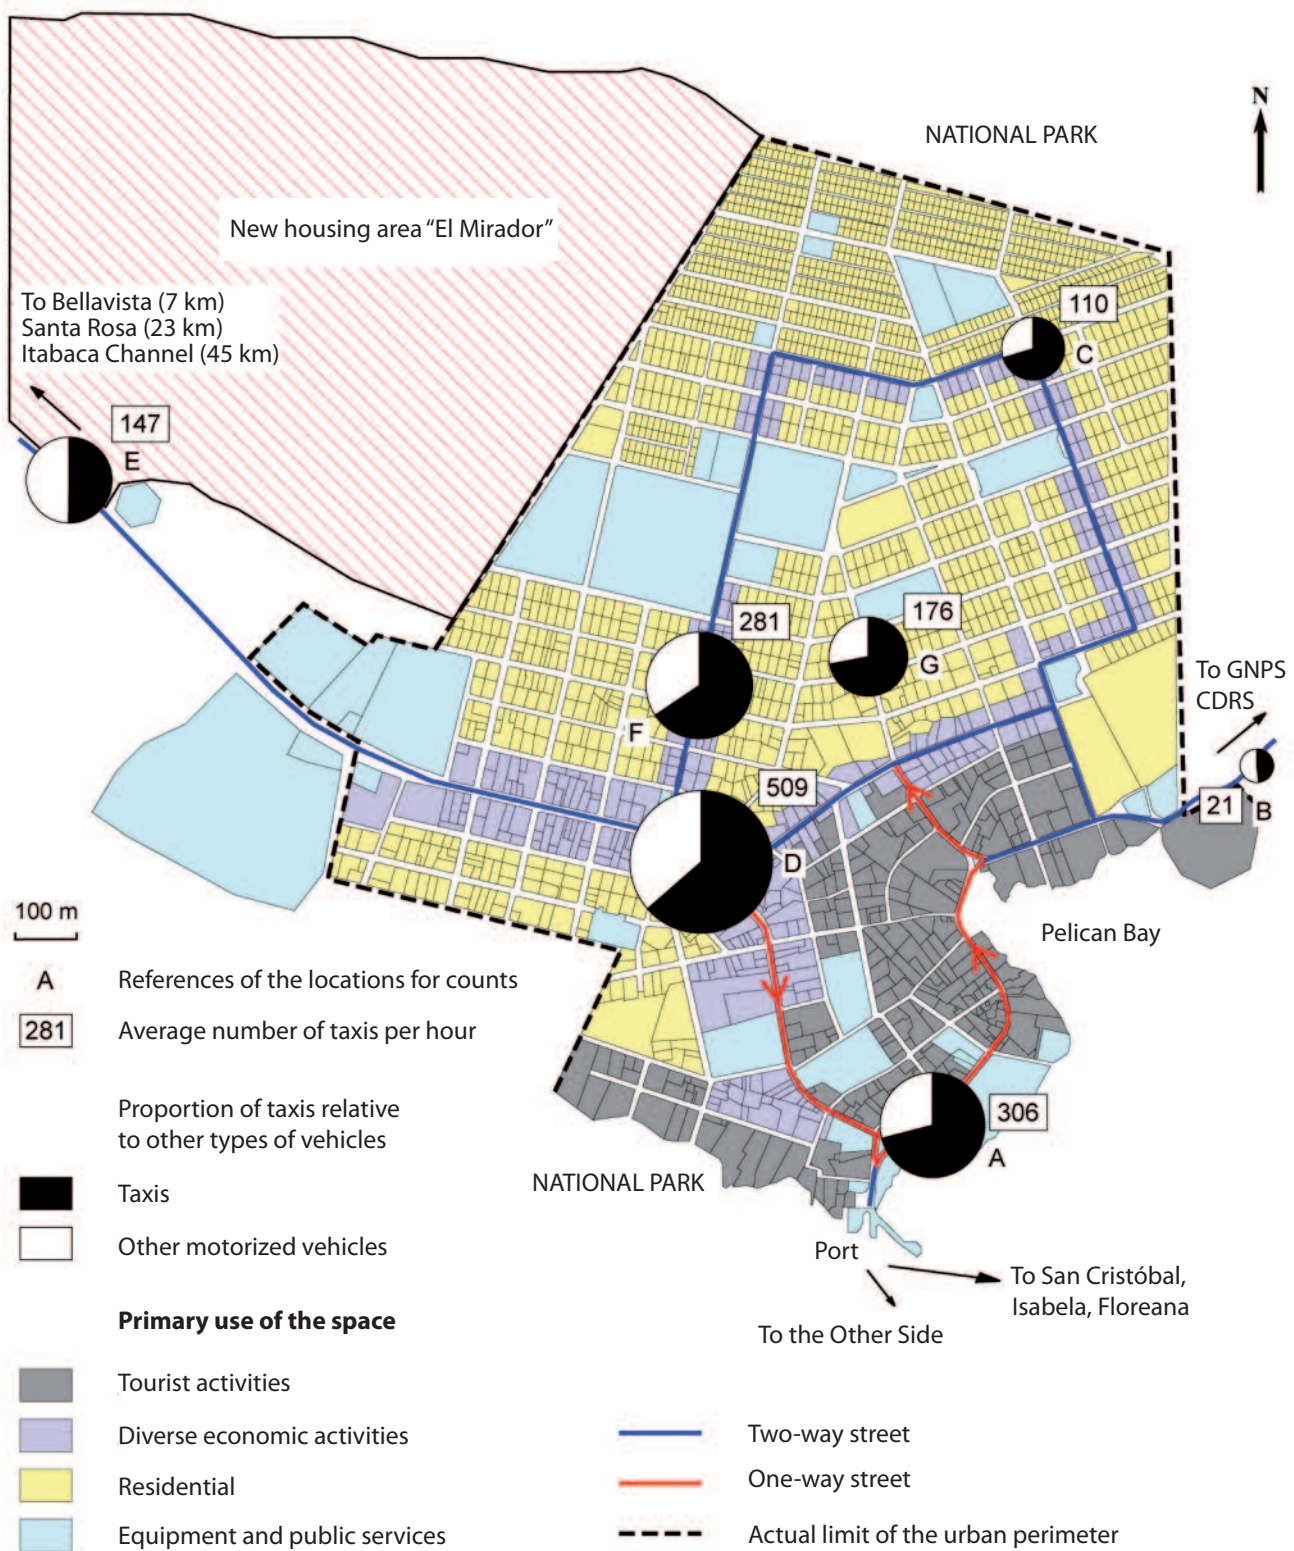 N
NATIONAL PARK
New housing area “El Mirador”
To Bellavista (7 km)
Santa Rosa (23 km)
Itabaca Channel (45 km)
110
C
147
E
281
F
176
G
To GNPS
CDRS
509
D
21
B
Pelican Bay
100 m
A
References of the locations for counts
281
Average number of taxis per hour
Proportion of taxis relative
to other types of vehicles
306
A
Taxis
NATIONAL PARK
Other motorized vehicles
Port
To San Cristóbal,
Isabela, Floreana
To the Other Side
Primary use of the space
Tourist activities
Diverse economic activities
Residential
Equipment and public services
Two-way street
One-way street
Actual limit of the urban perimeter